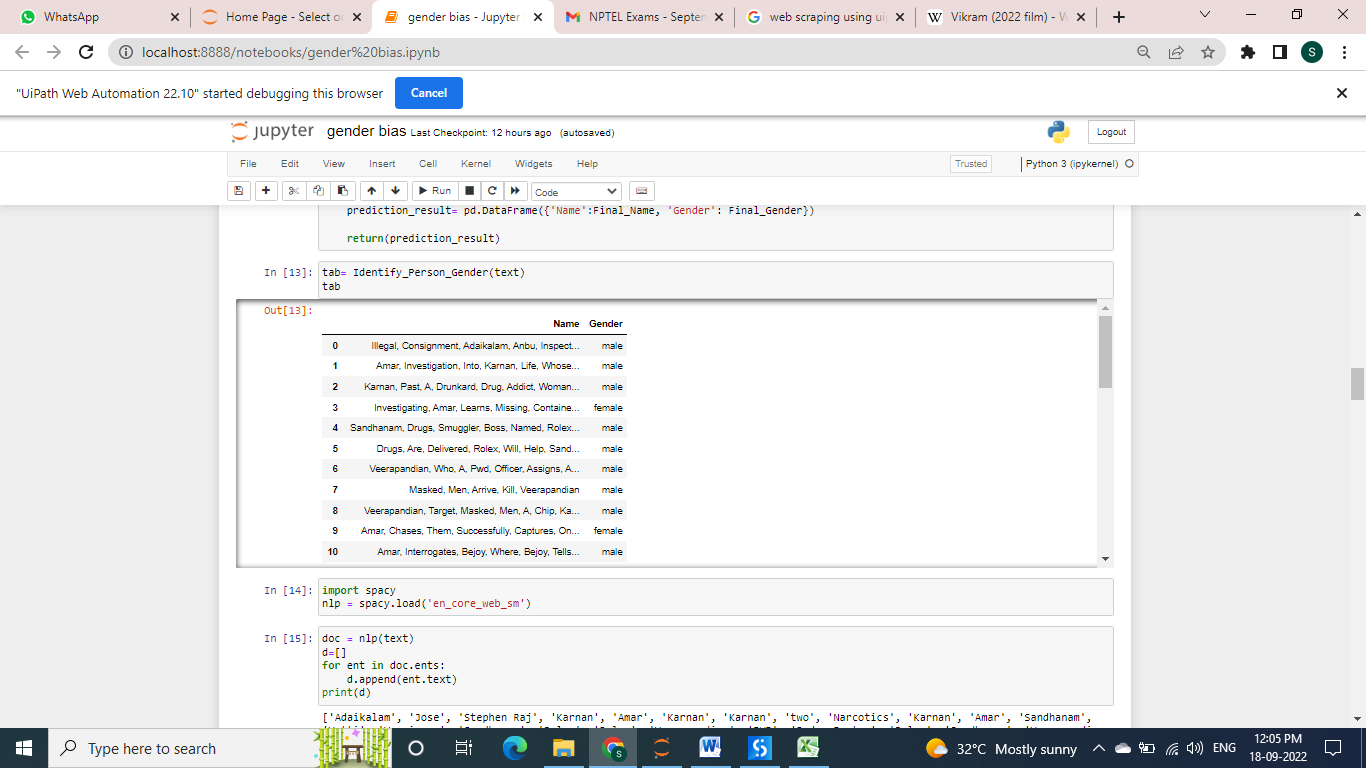 WhatsApp
Home Page - Select o
gender bias - Jupyter
NPTEL Exams - Septem
web scraping using ui
Vikram (2022 film) - W
localhost:8888/notebooks/gender%20bias.ipynb
S
"UiPath Web Automation 22.10" started debugging this browser
Cancel
jupyter
gender bias Last Checkpoint: 12 hours ago (autosaved)
Logout
File Edit View Insert Cell Kernel Widgets Help
Trusted
Python 3 (ipykernel)
Run
Code
prediction_result= pd.DataFrame({'Name':Final_Name, 'Gender': Final_Gender})
return(prediction_result)
In [13]: tab= Identify_Person_Gender(text)
tab
Out[13]:
Name Gender
0 Illegal, Consignment, Adaikalam, Anbu, Inspect... male
1 Amar, Investigation, Into, Karnan, Life, Whose... male
2 Karnan, Past, A, Drunkard, Drug, Addict, Woman... male
3 Investigating, Amar, Learns, Missing, Containe... female
4 Sandhanam, Drugs, Smuggler, Boss, Named, Rolex... male
5 Drugs, Are, Delivered, Rolex, Will, Help, Sand... male
6 Veerapandian, Who, A, Pwd, Officer, Assigns, A... male
7 Masked, Men, Arrive, Kill, Veerapandian male
8 Veerapandian, Target, Masked, Men, A, Chip, Ka... male
9 Amar, Chases, Them, Successfully, Captures, On... female
10 Amar, Interrogates, Bejoy, Where, Bejoy, Tells... male
In [14]: import spacy
nlp = spacy.load('en_core_web_sm')
In [15]: doc = nlp(text)
d=[]
for ent in doc.ents:
d.append(ent.text)
print(d)
['Adaikalam', 'Jose', 'Stephen Raj', 'Karnan', 'Amar', 'Karnan', 'Karnan', 'two', 'Narcotics', 'Karnan', 'Amar', 'Sandhanam',
Type here to search
32°C Mostly sunny
ENG
12:05 PM
18-09-2022